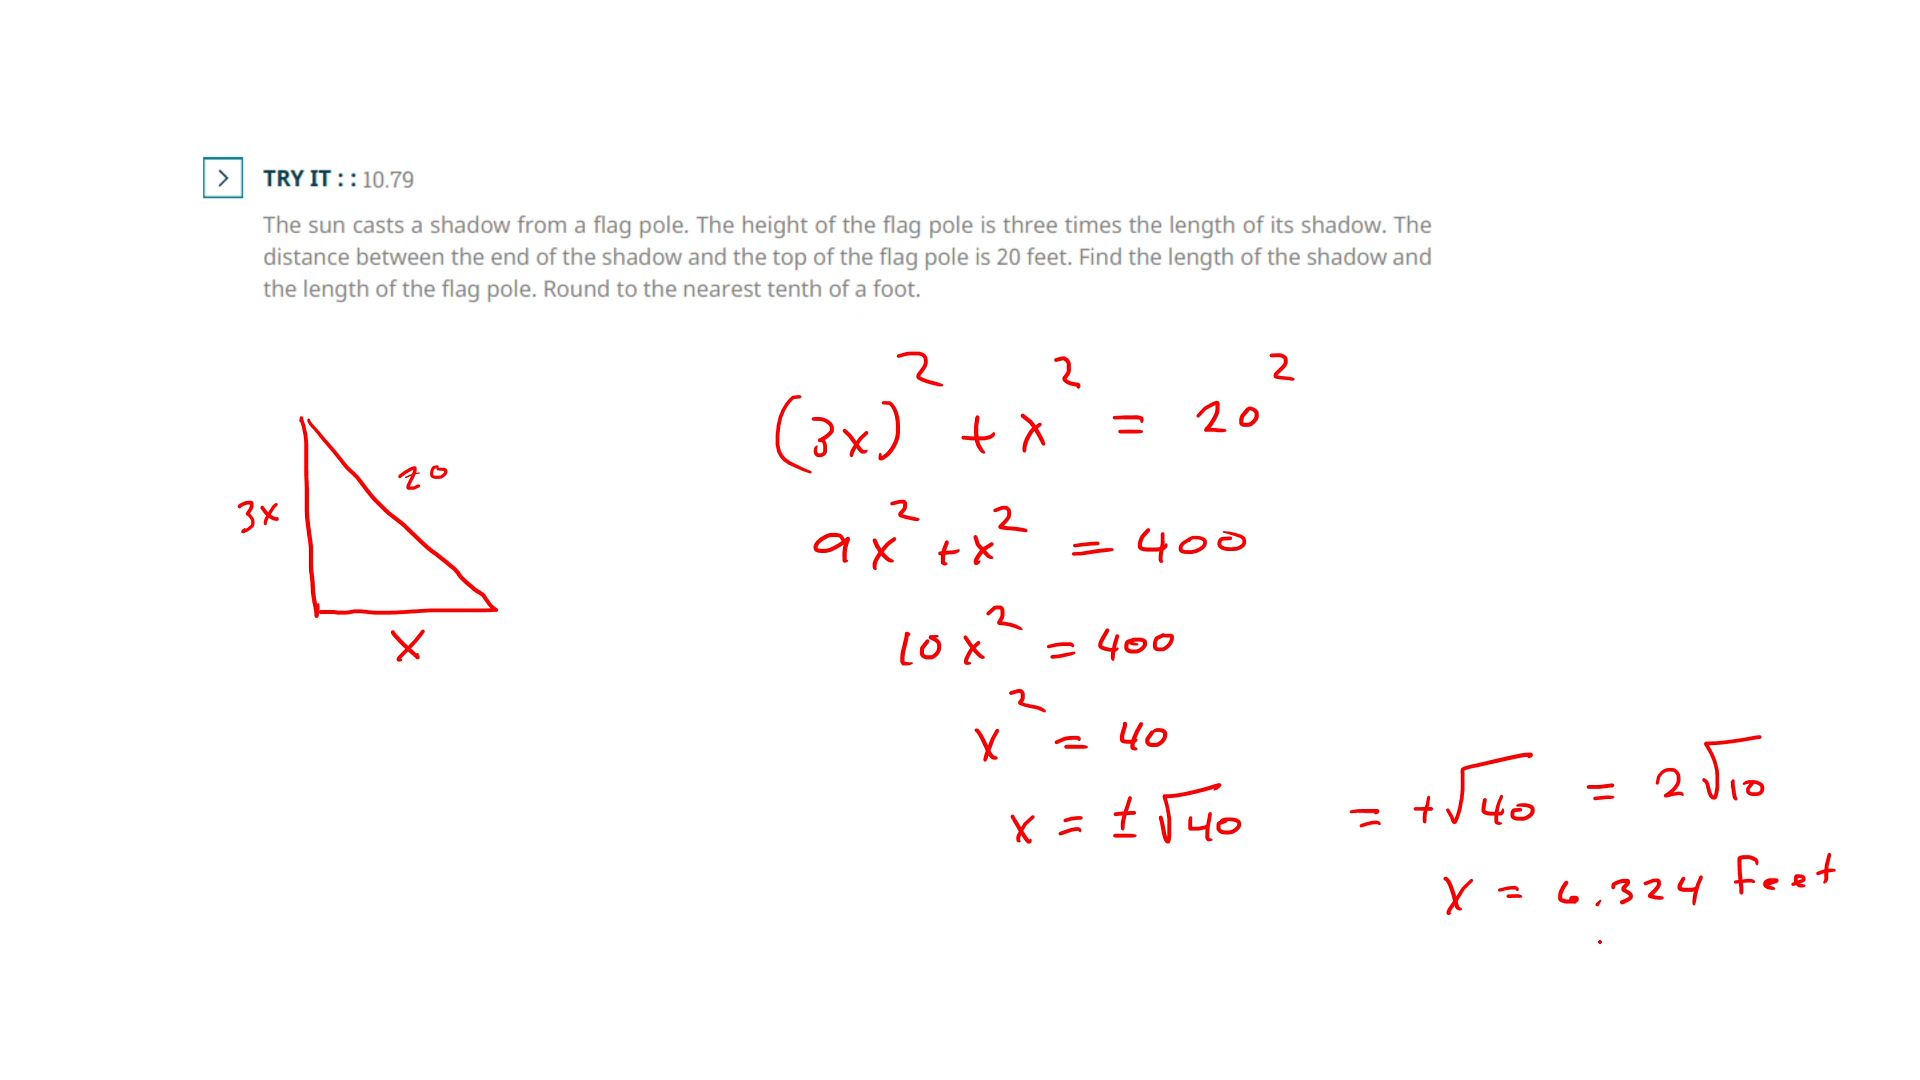 TRY IT : : 10.79
The sun casts a shadow from a flag pole. The height of the flag pole is three times the length of its shadow. The
distance between the end of the shadow and the top of the flag pole is 20 feet. Find the length of the shadow and
the length of the flag pole. Round to the nearest tenth of a foot.
(3x)² + x² = 20²
20
3x
9x² + x² = 400
10x² = 400
x
x² = 40
x = ± √40 = + √40 = 2√10
x = 6.324 feet